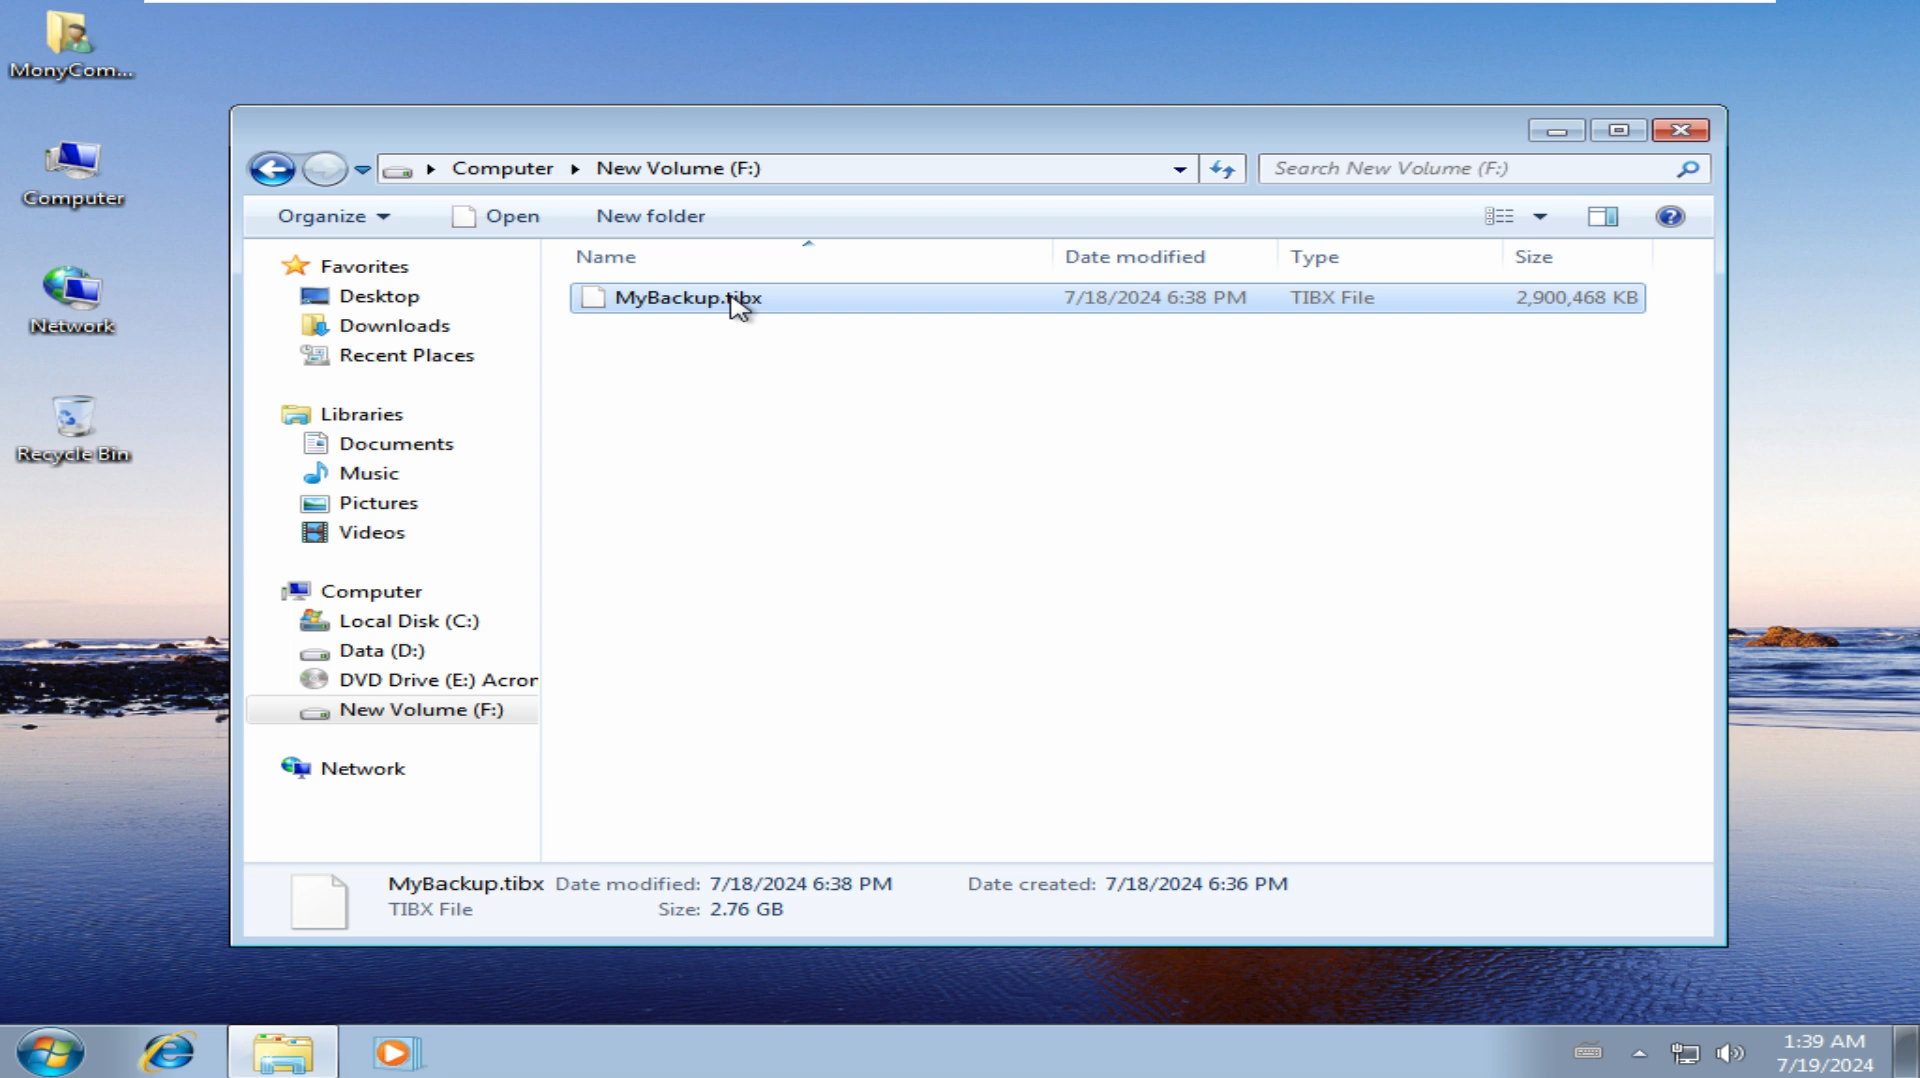 MonyCom...
Computer
Network
Recycle Bin
Computer New Volume (F:)
Search New Volume (F:)
Organize Open New folder
Favorites
Desktop
Downloads
Recent Places
Libraries
Documents
Music
Pictures
Videos
Computer
Local Disk (C:)
Data (D:)
DVD Drive (E:) Acron
New Volume (F:)
Network
Name Date modified Type Size
MyBackup.tibx 7/18/2024 6:38 PM TIBX File 2,900,468 KB
MyBackup.tibx Date modified: 7/18/2024 6:38 PM Date created: 7/18/2024 6:36 PM
TIBX File Size: 2.76 GB
1:39 AM
7/19/2024